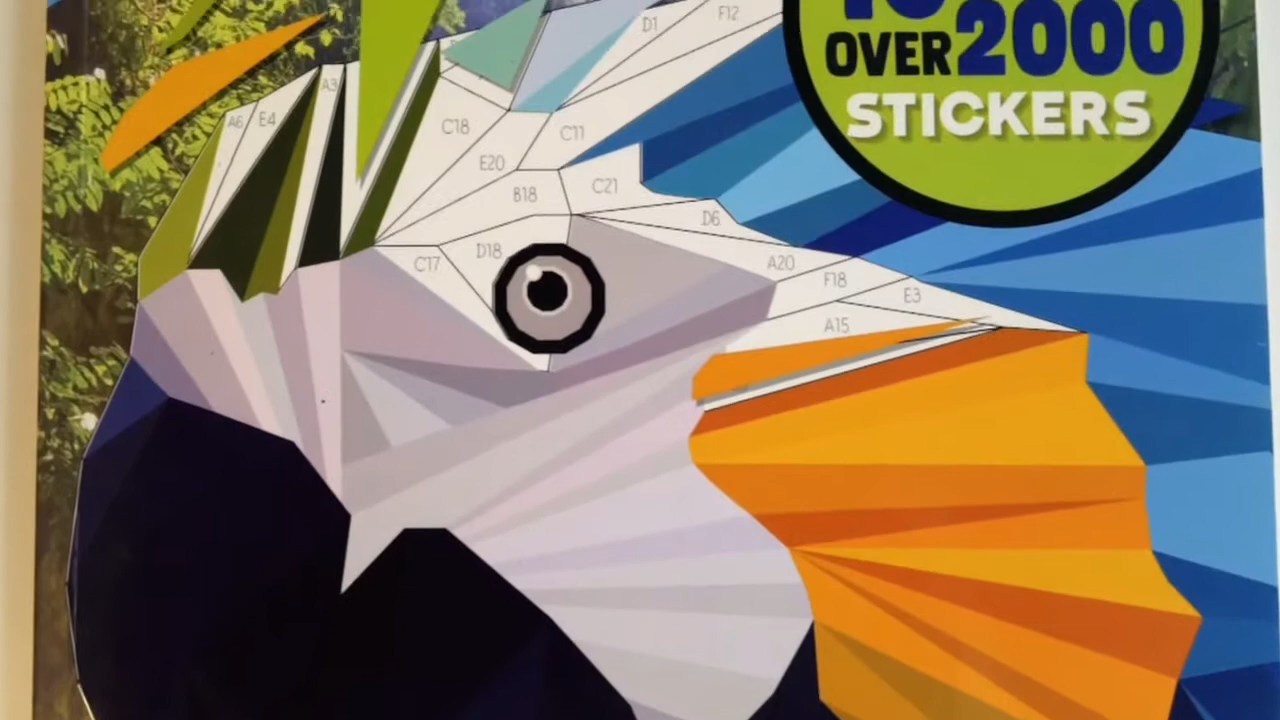 OVER 2000
STICKERS
D1
F12
A3
A6
E4
C18
C11
E20
B18
C21
D6
D18
C17
A20
F18
E3
A15